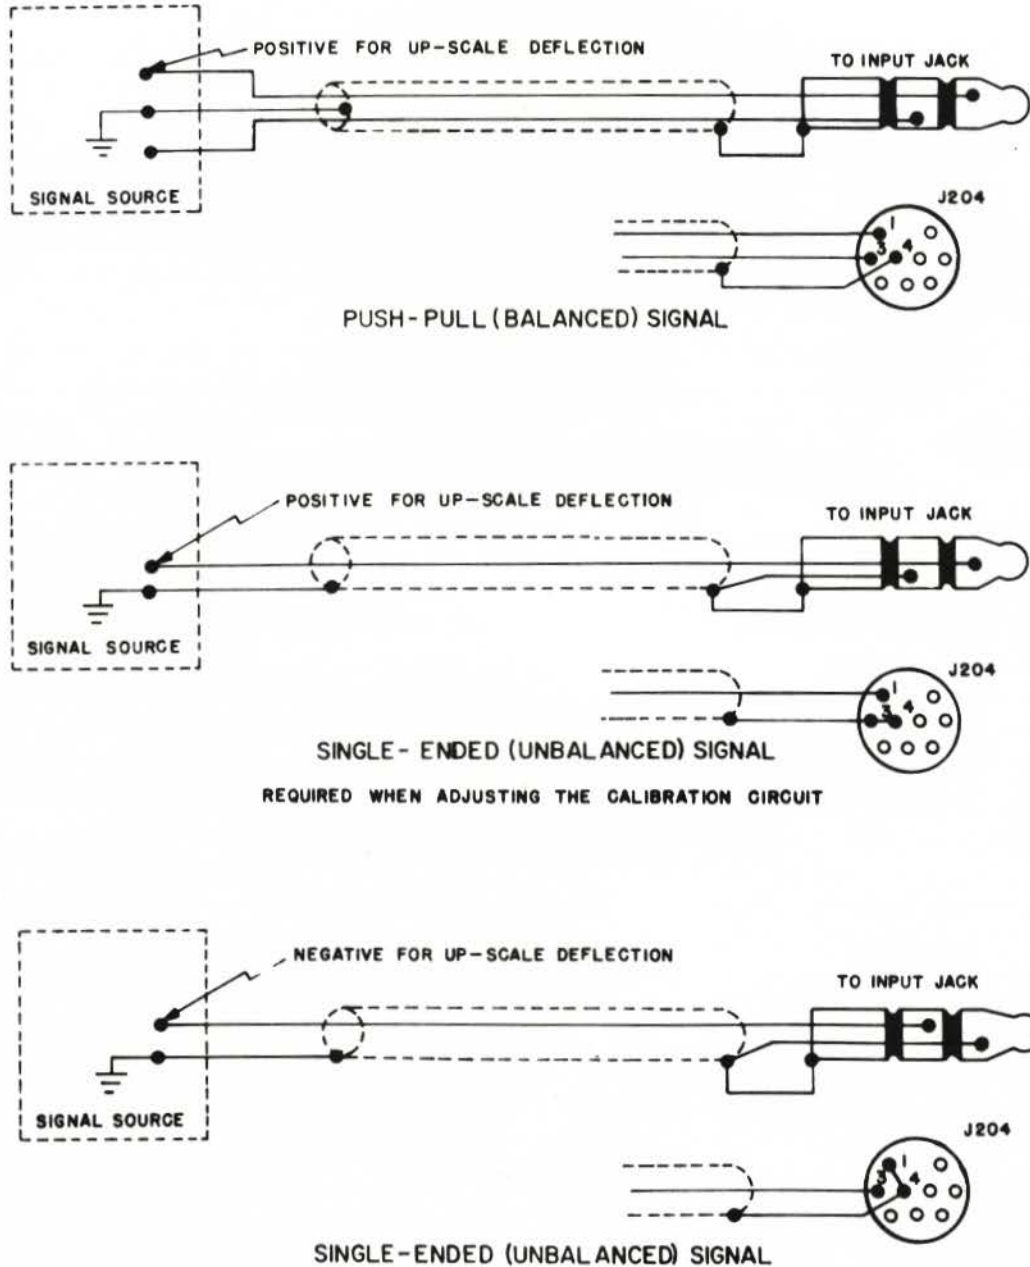 POSITIVE FOR UP-SCALE DEFLECTION
TO INPUT JACK
SIGNAL SOURCE
J204
1
3 4
PUSH-PULL (BALANCED) SIGNAL
POSITIVE FOR UP-SCALE DEFLECTION
TO INPUT JACK
SIGNAL SOURCE
J204
1
3 4
SINGLE-ENDED (UNBALANCED) SIGNAL
REQUIRED WHEN ADJUSTING THE CALIBRATION CIRCUIT
NEGATIVE FOR UP-SCALE DEFLECTION
TO INPUT JACK
SIGNAL SOURCE
J204
1
3 4
SINGLE-ENDED (UNBALANCED) SIGNAL